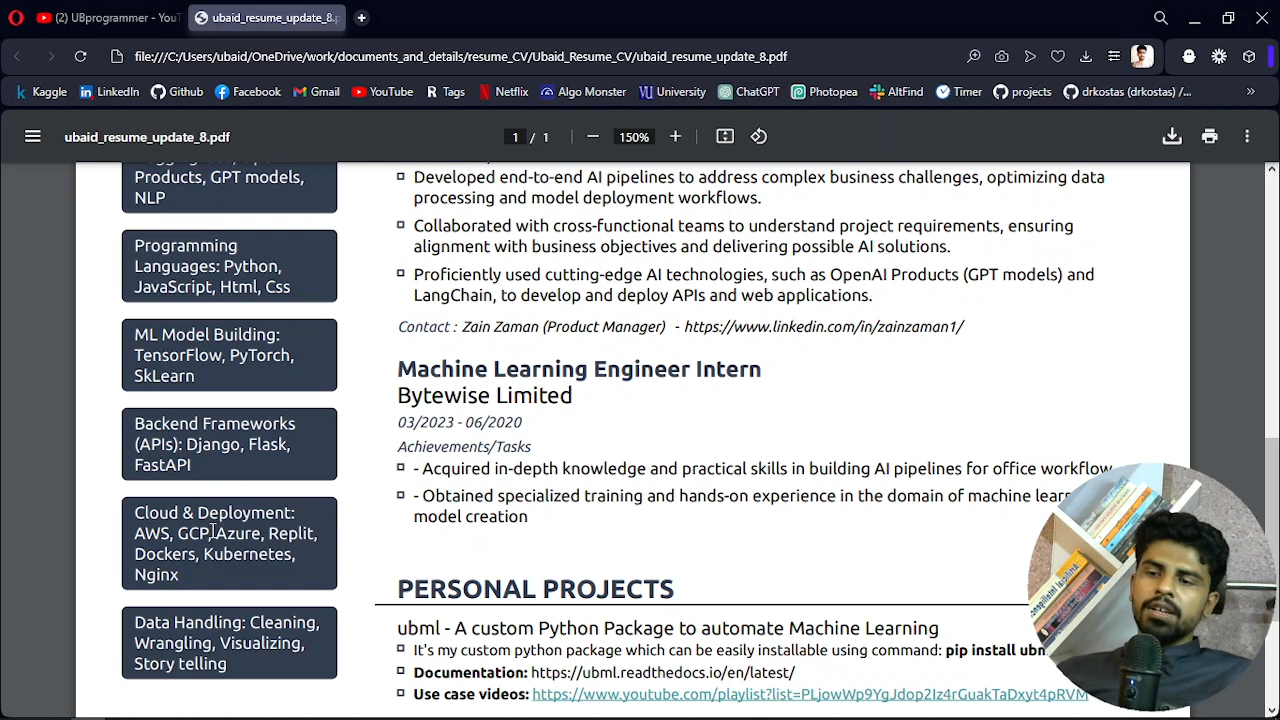 (2) UBprogrammer - YouT
ubaid_resume_update_8.p
file:///C:/Users/ubaid/OneDrive/work/documents_and_details/resume_CV/Ubaid_Resume_CV/ubaid_resume_update_8.pdf
Kaggle LinkedIn Github Facebook Gmail YouTube Tags Netflix Algo Monster University ChatGPT Photopea AltFind Timer projects drkostas (drkostas) /...
ubaid_resume_update_8.pdf
1 / 1
150%
Products, GPT models,
NLP
Programming
Languages: Python,
JavaScript, Html, Css
ML Model Building:
TensorFlow, PyTorch,
SkLearn
Backend Frameworks
(APIs): Django, Flask,
FastAPI
Cloud & Deployment:
AWS, GCP, Azure, Replit,
Dockers, Kubernetes,
Nginx
Data Handling: Cleaning,
Wrangling, Visualizing,
Story telling
Developed end-to-end AI pipelines to address complex business challenges, optimizing data
processing and model deployment workflows.
Collaborated with cross-functional teams to understand project requirements, ensuring
alignment with business objectives and delivering possible AI solutions.
Proficiently used cutting-edge AI technologies, such as OpenAI Products (GPT models) and
LangChain, to develop and deploy APIs and web applications.
Contact : Zain Zaman (Product Manager) - https://www.linkedin.com/in/zainzaman1/
Machine Learning Engineer Intern
Bytewise Limited
03/2023 - 06/2020
Achievements/Tasks
- Acquired in-depth knowledge and practical skills in building AI pipelines for office workflow
- Obtained specialized training and hands-on experience in the domain of machine lear
model creation
PERSONAL PROJECTS
ubml - A custom Python Package to automate Machine Learning
It's my custom python package which can be easily installable using command: pip install ubm
Documentation: https://ubml.readthedocs.io/en/latest/
Use case videos: https://www.youtube.com/playlist?list=PLjowWp9YgJdop2Iz4rGuakTaDxyt4pRVM